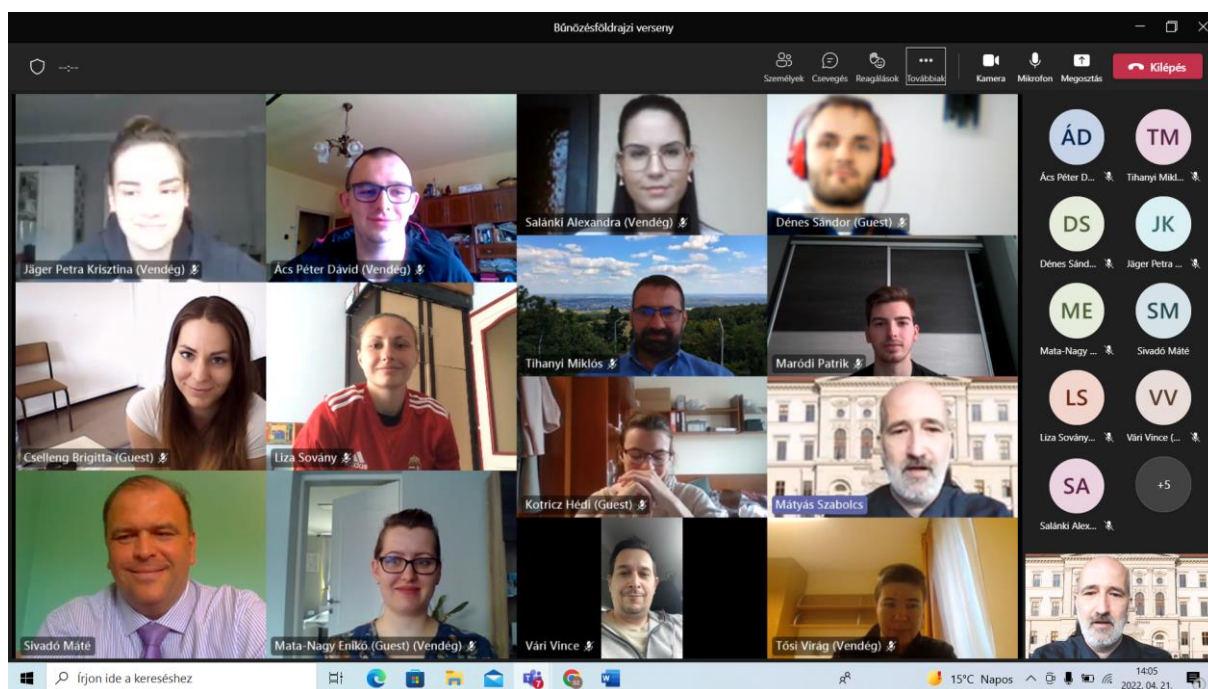 Bűnözésföldrajzi verseny
--:--
Személyek Csevegés Reagálások Továbbiak Kamera Mikrofon Megosztás Kilépés
Jäger Petra Krisztina (Vendég)
Ács Péter Dávid (Vendég)
Salánki Alexandra (Vendég)
Dénes Sándor (Guest)
Cselleng Brigitta (Guest)
Liza Sovány
Tihanyi Miklós
Maródi Patrik
Kotricz Hédi (Guest)
Mátyás Szabolcs
Sivadó Máté
Mata-Nagy Enikő (Guest) (Vendég)
Vári Vince
Tősi Virág (Vendég)
ÁD TM
Ács Péter D... Tihanyi Mikl...
DS JK
Dénes Sánd... Jäger Petra ...
ME SM
Mata-Nagy ... Sivadó Máté
LS VV
Liza Sovány... Vári Vince (...
SA +5
Salánki Alex...
Írjon ide a kereséshez
15°C Napos
14:05
2022. 04. 21.